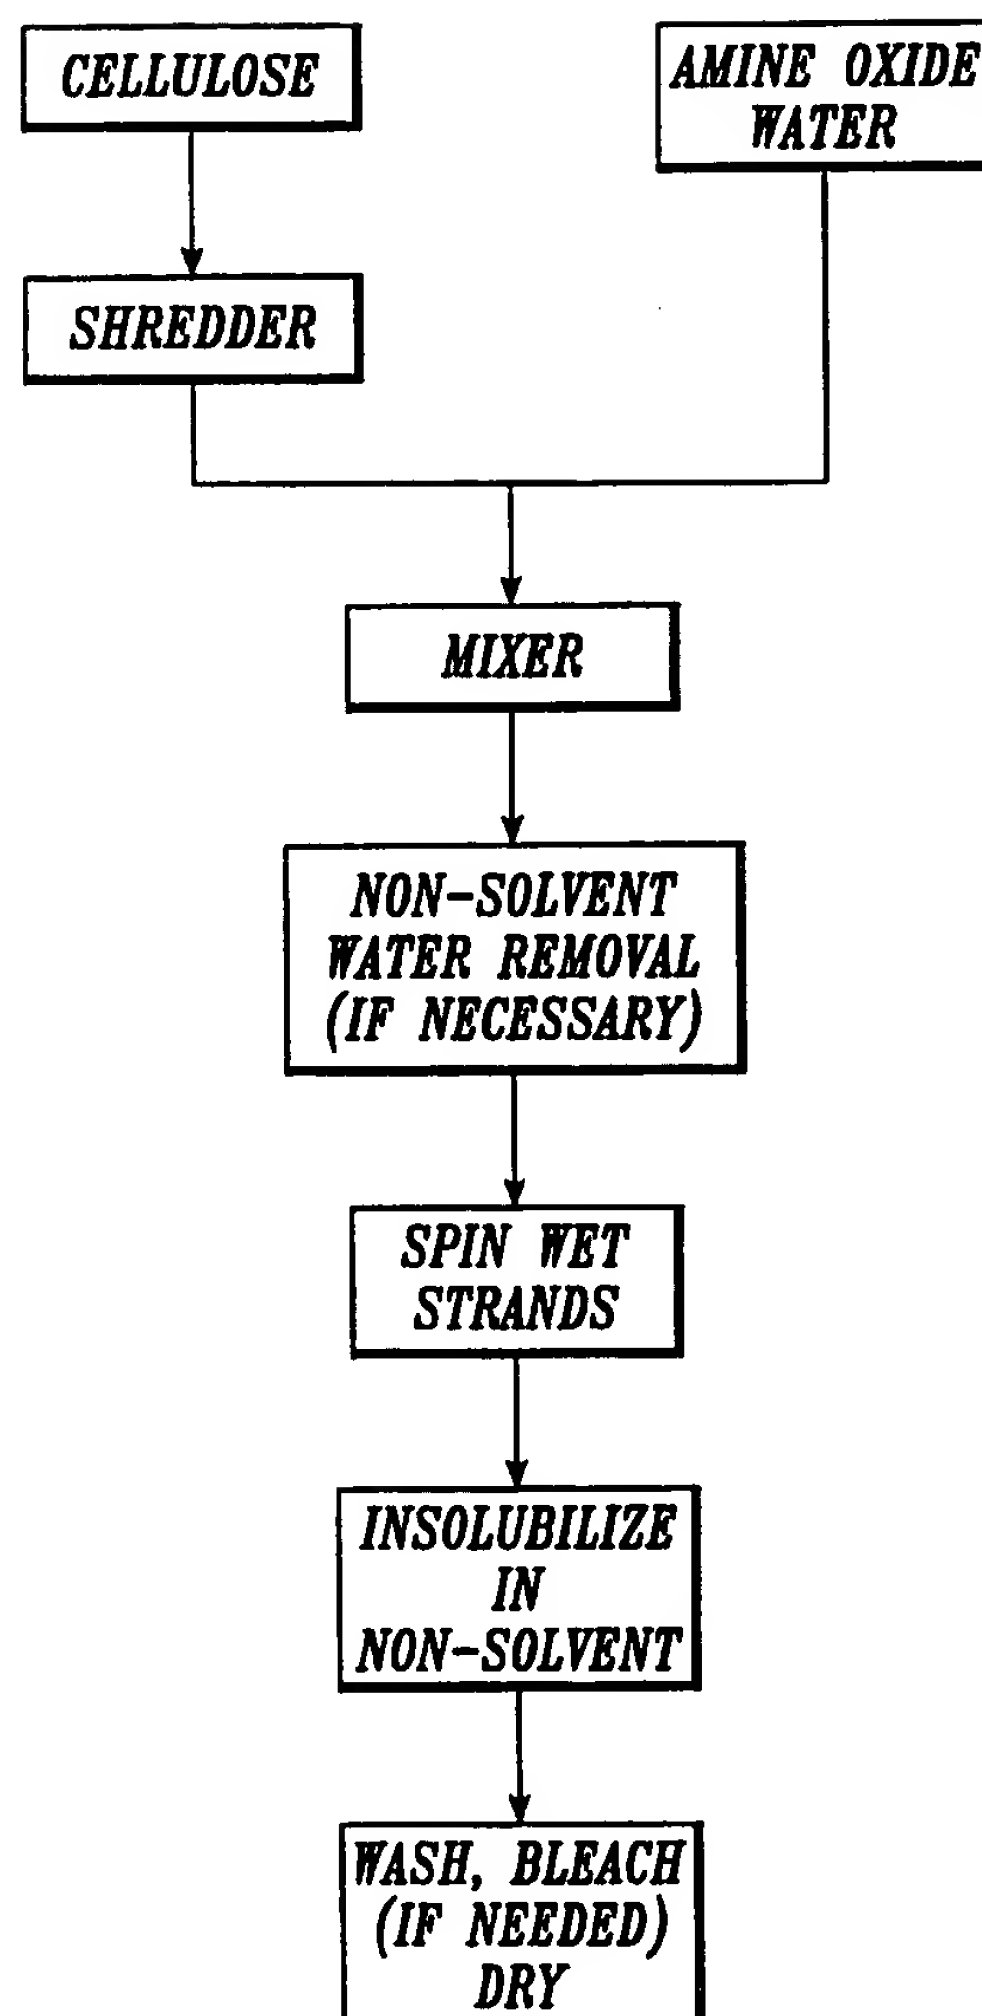 CELLULOSE
AMINE OXIDE
WATER
SHREDDER
MIXER
NON-SOLVENT
WATER REMOVAL
(IF NECESSARY)
SPIN WET
STRANDS
INSOLUBILIZE
IN
NON-SOLVENT
WASH, BLEACH
(IF NEEDED)
DRY